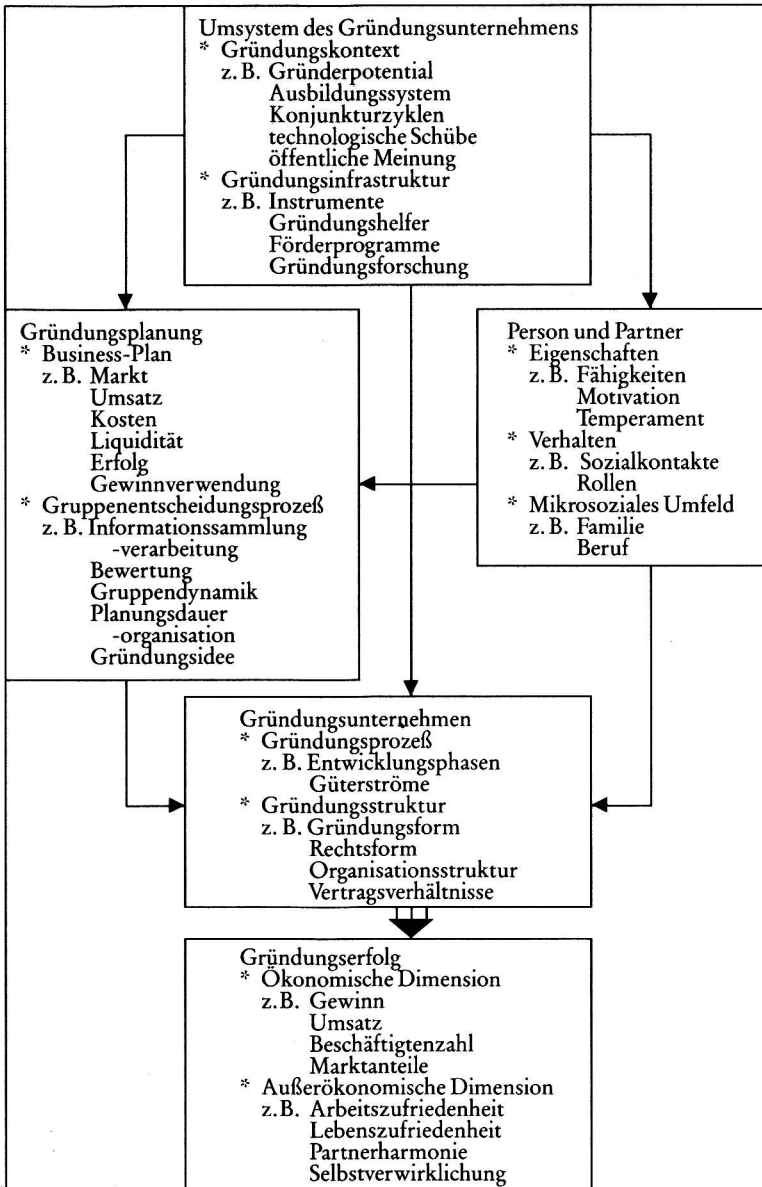 Umsystem des Gründungsunternehmens
* Gründungskontext
z. B. Gründerpotential
Ausbildungssystem
Konjunkturzyklen
technologische Schübe
öffentliche Meinung
* Gründungsinfrastruktur
z. B. Instrumente
Gründungshelfer
Förderprogramme
Gründungsforschung
Gründungsplanung
* Business-Plan
z. B. Markt
Umsatz
Kosten
Liquidität
Erfolg
Gewinnverwendung
* Gruppenentscheidungsprozeß
z. B. Informationssammlung
-verarbeitung
Bewertung
Gruppendynamik
Planungsdauer
-organisation
Gründungsidee
Person und Partner
* Eigenschaften
z. B. Fähigkeiten
Motivation
Temperament
* Verhalten
z. B. Sozialkontakte
Rollen
* Mikrosoziales Umfeld
z. B. Familie
Beruf
Gründungsunternehmen
* Gründungsprozeß
z. B. Entwicklungsphasen
Güterströme
* Gründungsstruktur
z. B. Gründungsform
Rechtsform
Organisationsstruktur
Vertragsverhältnisse
Gründungserfolg
* Ökonomische Dimension
z.B. Gewinn
Umsatz
Beschäftigtenzahl
Marktanteile
* Außerökonomische Dimension
z.B. Arbeitszufriedenheit
Lebenszufriedenheit
Partnerharmonie
Selbstverwirklichung